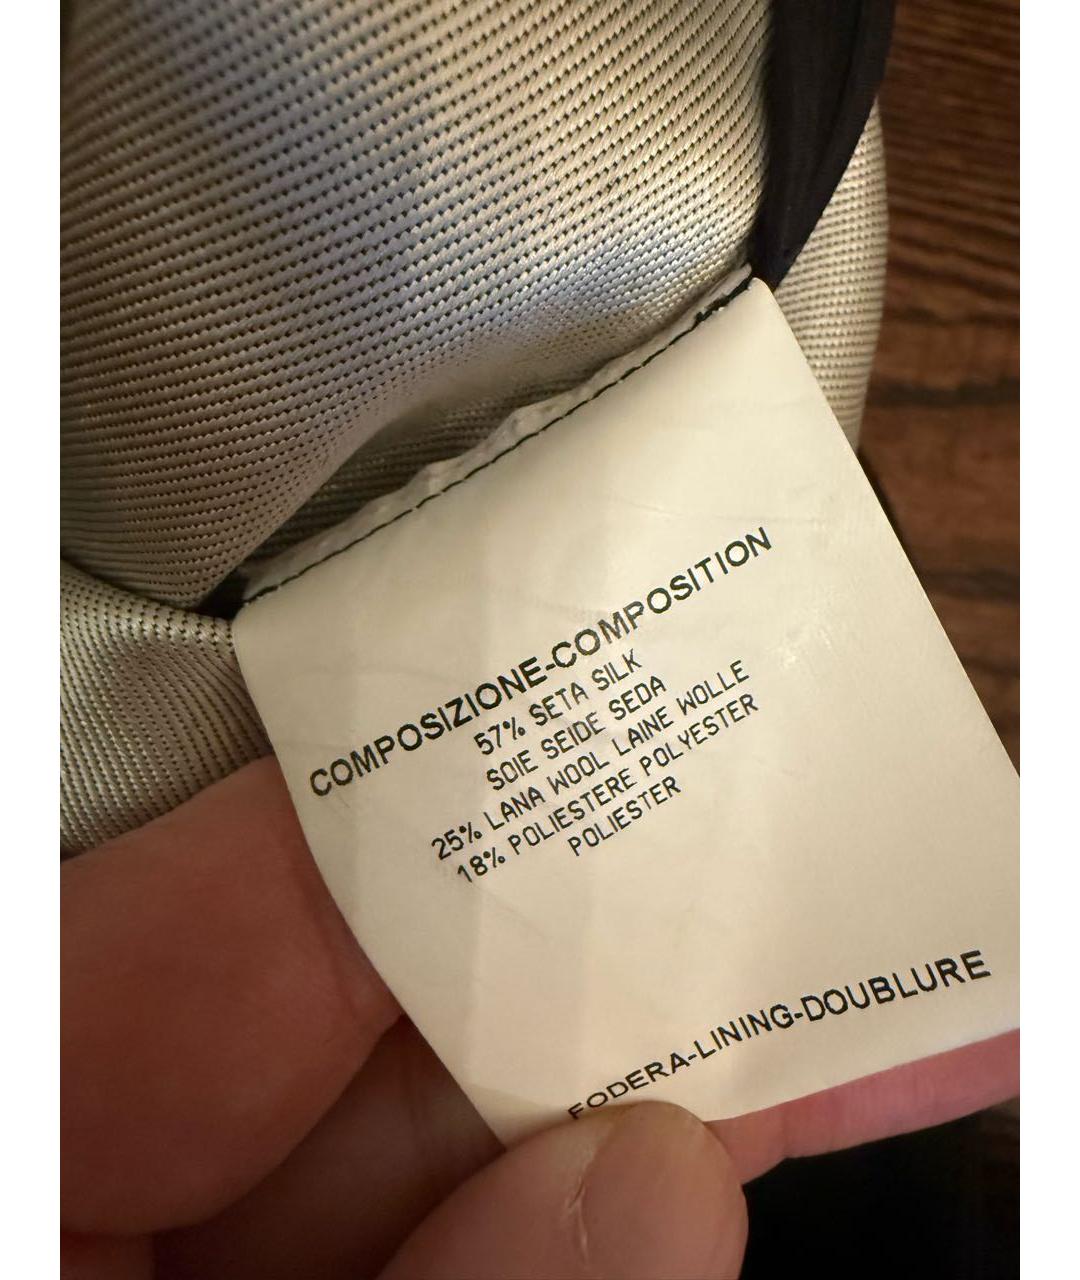 COMPOSIZIONE-COMPOSITION
57% SETA SILK
SOIE SEIDE SEDA
25% LANA WOOL LAINE WOLLE
18% POLIESTERE POLYESTER
POLIESTER
FODERA-LINING-DOUBLURE